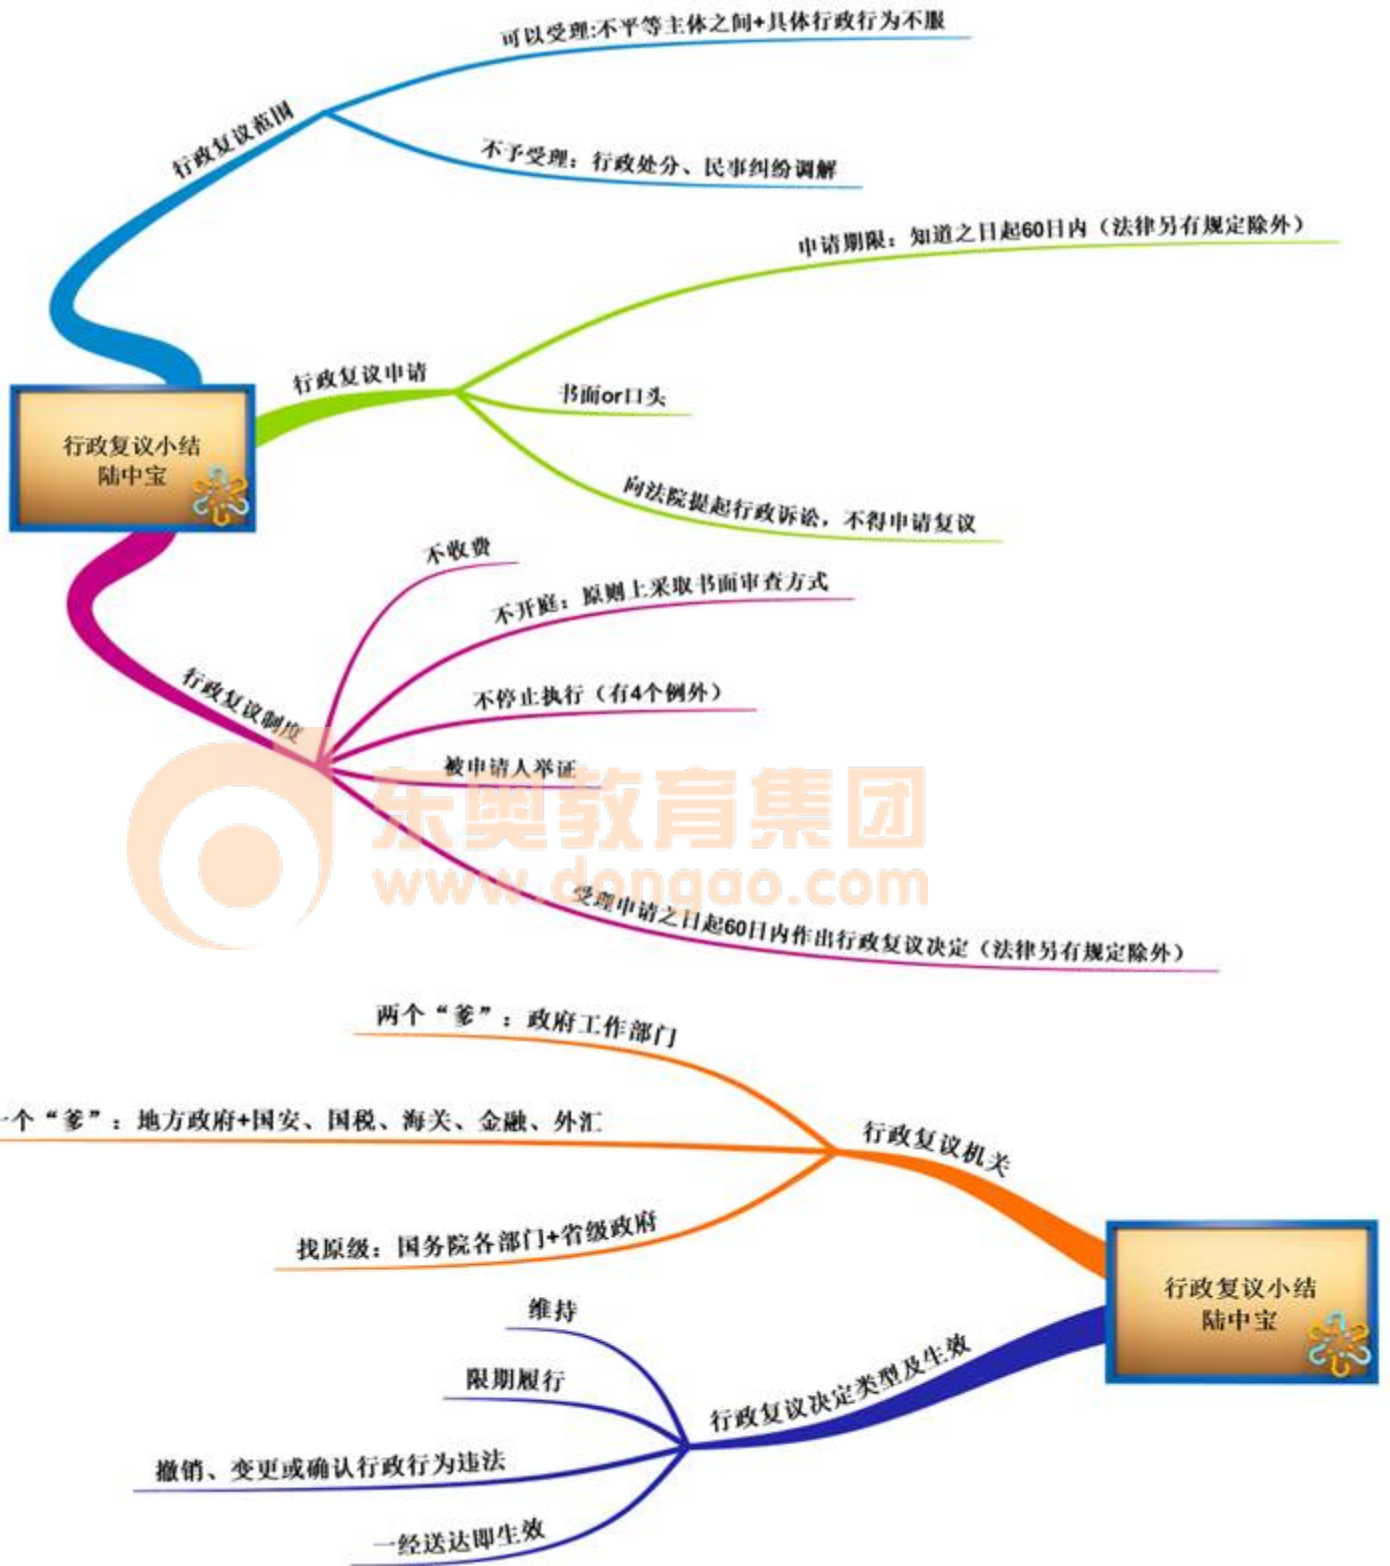 可以受理:不平等主体之间+具体行政行为不服
行政复议范围
不予受理：行政处分、民事纠纷调解
申请期限：知道之日起60日内（法律另有规定除外）
行政复议申请
书面or口头
行政复议小结
陆中宝
向法院提起行政诉讼，不得申请复议
不收费
不开庭：原则上采取书面审查方式
行政复议制度
不停止执行（有4个例外）
被申请人举证
东奥教育集团
www.dongao.com
受理申请之日起60日内作出行政复议决定（法律另有规定除外）
两个“爹”：政府工作部门
一个“爹”：地方政府+国安、国税、海关、金融、外汇
行政复议机关
找原级：国务院各部门+省级政府
行政复议小结
陆中宝
维持
限期履行
行政复议决定类型及生效
撤销、变更或确认行政行为违法
一经送达即生效